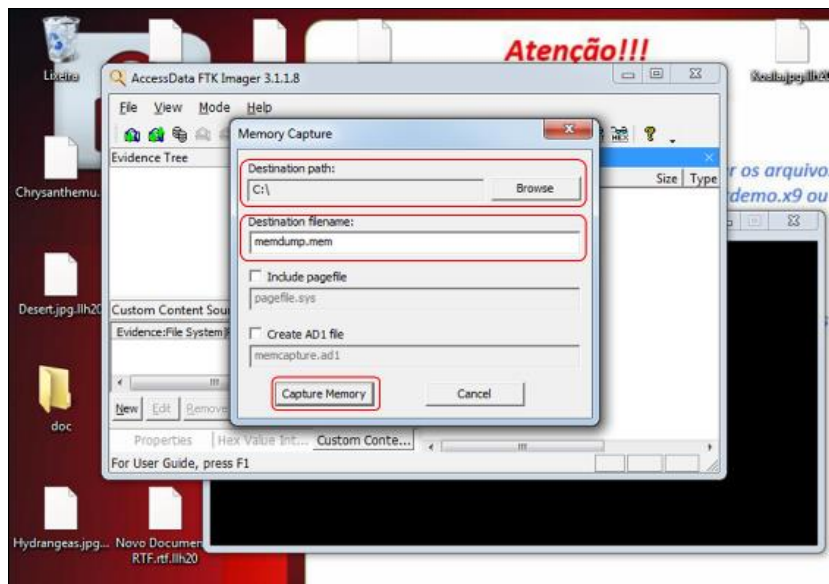 Atenção!!!
Lixeira
AccessData FTK Imager 3.1.1.8
File View Mode Help
Evidence Tree
Size Type
Memory Capture
Destination path:
C:\
Browse
Destination filename:
memdump.mem
Include pagefile
pagefile.sys
Create AD1 file
memcapture.ad1
Capture Memory
Cancel
Custom Content Sou
Evidence:File System|
New Edit Remove
Properties Hex Value Int... Custom Conte...
For User Guide, press F1
os arquivo
demo.x9 ou
Chrysanthemu.
Desert.jpg.llh20
doc
Hydrangeas.jpg...
Novo Documen
RTF.rtf.llh20